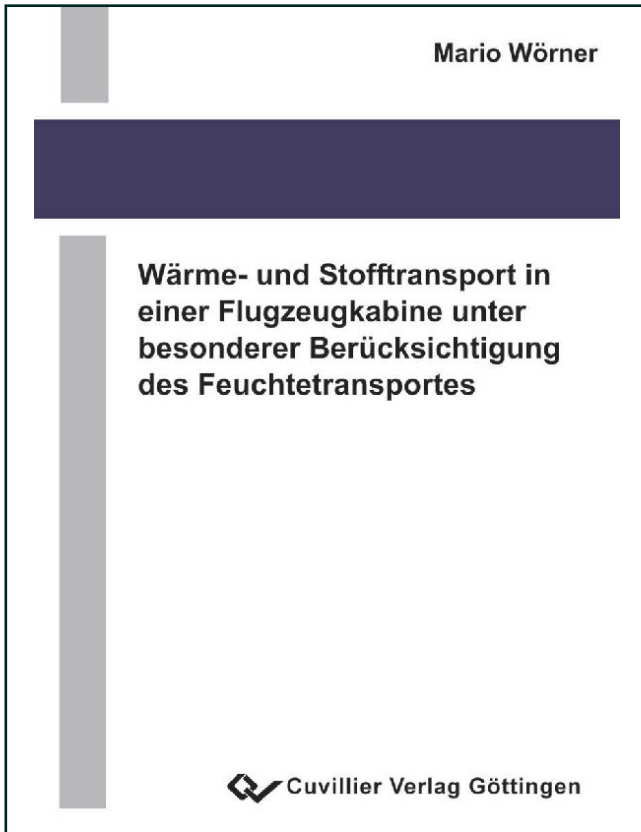 Mario Wörner
Wärme- und Stofftransport in
einer Flugzeugkabine unter
besonderer Berücksichtigung
des Feuchtetransportes
Cuvillier Verlag Göttingen